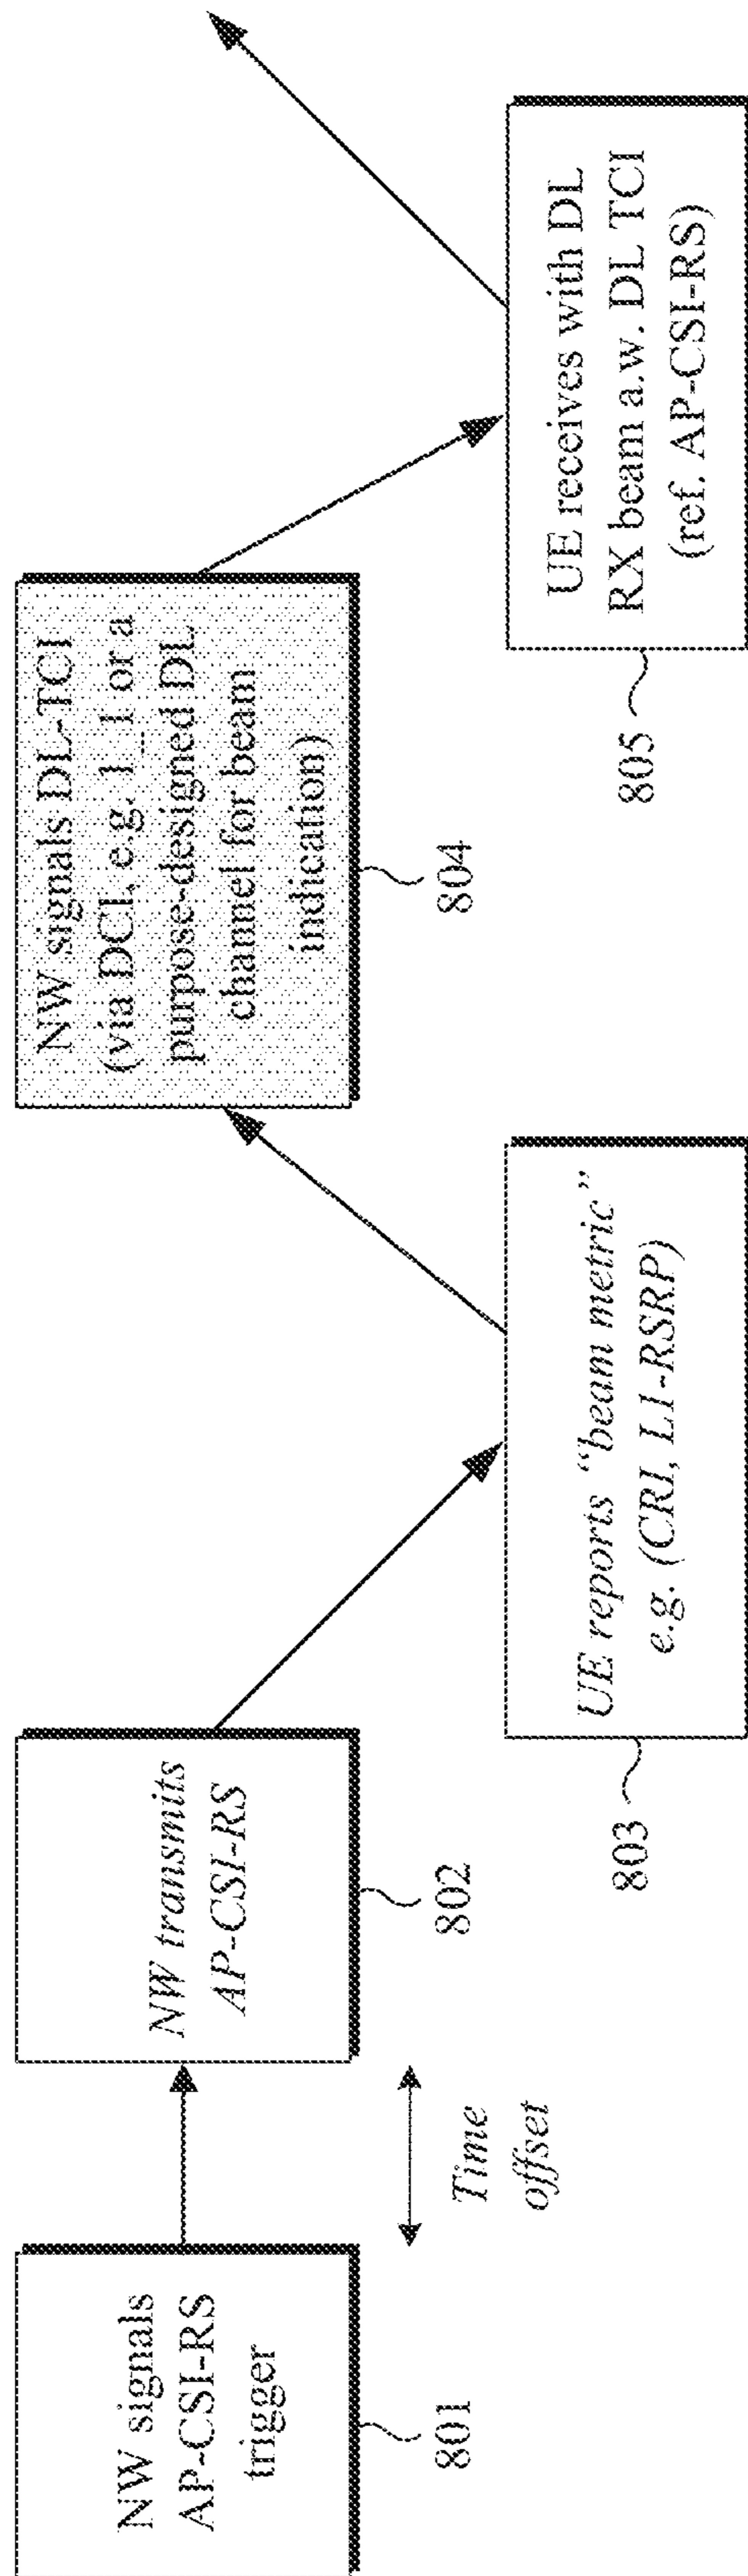 NW signals
AP-CSI-RS
trigger
801
Time
offset
NW transmits
AP-CSI-RS
802
UE reports “beam metric”
e.g. (CRI, L1-RSRP)
803
NW signals DL-TCI
(via DCI, e.g. 1_1 or a
purpose-designed DL
channel for beam
indication)
804
UE receives with DL
RX beam a.w. DL TCI
(ref. AP-CSI-RS)
805